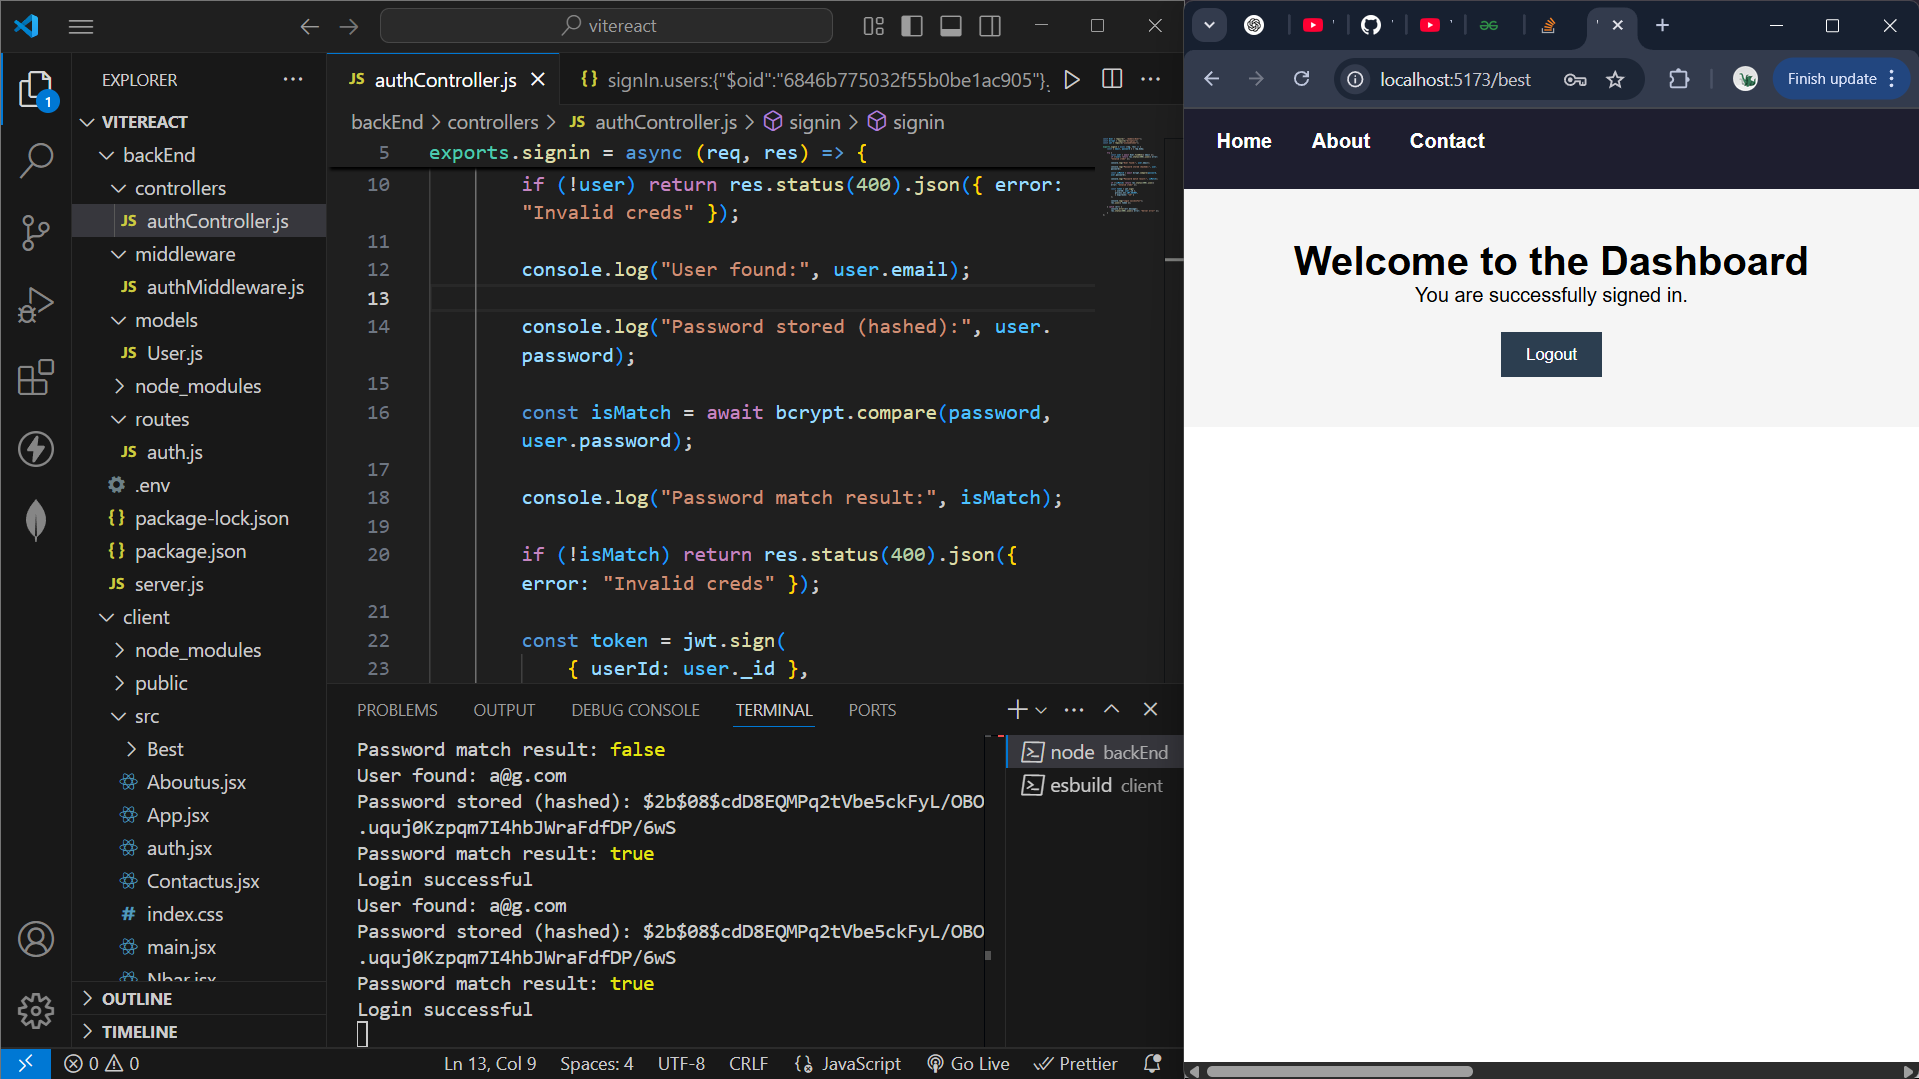 vitereact
EXPLORER
1
VITEREACT
backEnd
controllers
JS authController.js
middleware
JS authMiddleware.js
models
JS User.js
node_modules
routes
JS auth.js
.env
{} package-lock.json
{} package.json
JS server.js
client
node_modules
public
src
Best
Aboutus.jsx
App.jsx
auth.jsx
Contactus.jsx
# index.css
main.jsx
Nbar.jsx
OUTLINE
TIMELINE
JS authController.js
{} signIn.users:{"$oid":"6846b775032f55b0be1ac905"}.
backEnd > controllers > JS authController.js > signin > signin
5 exports.signin = async (req, res) => {
10 if (!user) return res.status(400).json({ error:
"Invalid creds" });
11
12 console.log("User found:", user.email);
13
14 console.log("Password stored (hashed):", user.
password);
15
16 const isMatch = await bcrypt.compare(password,
user.password);
17
18 console.log("Password match result:", isMatch);
19
20 if (!isMatch) return res.status(400).json({
error: "Invalid creds" });
21
22 const token = jwt.sign(
23 { userId: user._id },
PROBLEMS OUTPUT DEBUG CONSOLE TERMINAL PORTS
Password match result: false
User found: a@g.com
Password stored (hashed): $2b$08$cdD8EQMPq2tVbe5ckFyL/OBO
.uquj0Kzpqm7I4hbJWraFdfDP/6wS
Password match result: true
Login successful
User found: a@g.com
Password stored (hashed): $2b$08$cdD8EQMPq2tVbe5ckFyL/OBO
.uquj0Kzpqm7I4hbJWraFdfDP/6wS
Password match result: true
Login successful
node backEnd
esbuild client
0 0
Ln 13, Col 9 Spaces: 4 UTF-8 CRLF {} JavaScript Go Live Prettier
localhost:5173/best
Finish update
Home About Contact
Welcome to the Dashboard
You are successfully signed in.
Logout